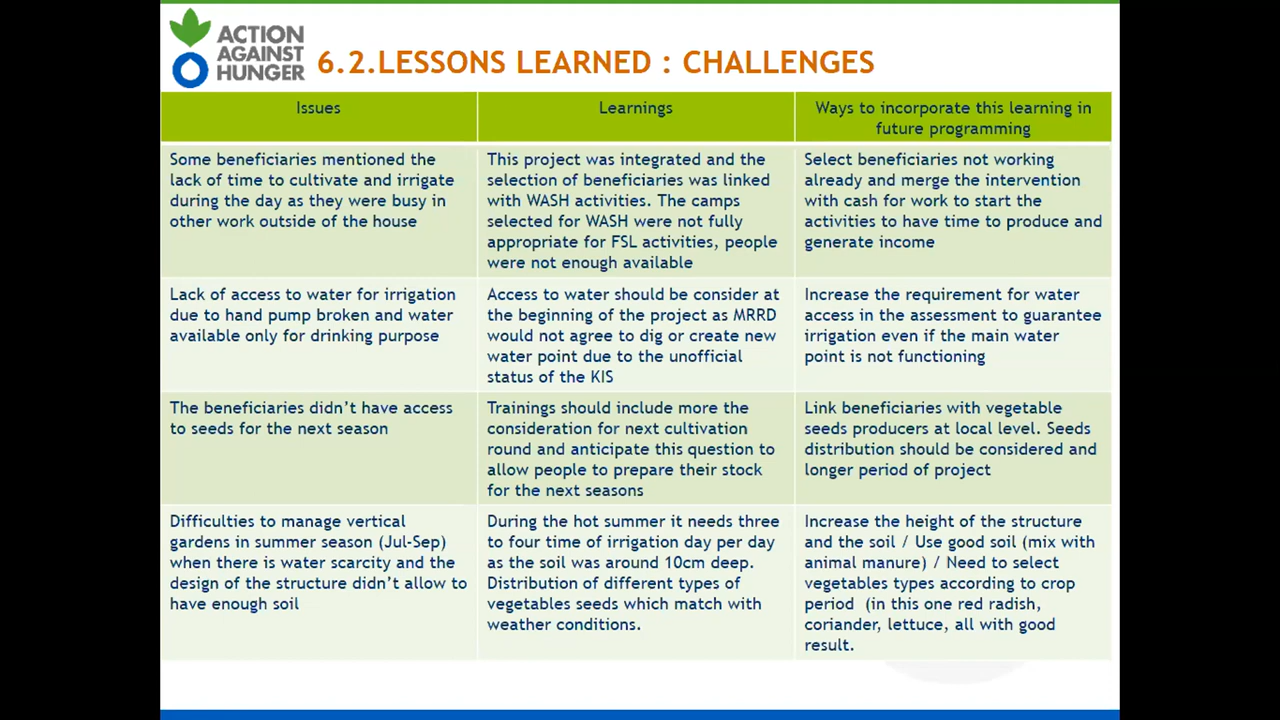 ACTION
AGAINST
HUNGER
6.2.LESSONS LEARNED : CHALLENGES
Issues
Learnings
Ways to incorporate this learning in
future programming
Some beneficiaries mentioned the
lack of time to cultivate and irrigate
during the day as they were busy in
other work outside of the house
This project was integrated and the
selection of beneficiaries was linked
with WASH activities. The camps
selected for WASH were not fully
appropriate for FSL activities, people
were not enough available
Select beneficiaries not working
already and merge the intervention
with cash for work to start the
activities to have time to produce and
generate income
Lack of access to water for irrigation
due to hand pump broken and water
available only for drinking purpose
Access to water should be consider at
the beginning of the project as MRRD
would not agree to dig or create new
water point due to the unofficial
status of the KIS
Increase the requirement for water
access in the assessment to guarantee
irrigation even if the main water
point is not functioning
The beneficiaries didn't have access
to seeds for the next season
Trainings should include more the
consideration for next cultivation
round and anticipate this question to
allow people to prepare their stock
for the next seasons
Link beneficiaries with vegetable
seeds producers at local level. Seeds
distribution should be considered and
longer period of project
Difficulties to manage vertical
gardens in summer season (Jul-Sep)
when there is water scarcity and the
design of the structure didn't allow to
have enough soil
During the hot summer it needs three
to four time of irrigation day per day
as the soil was around 10cm deep.
Distribution of different types of
vegetables seeds which match with
weather conditions.
Increase the height of the structure
and the soil / Use good soil (mix with
animal manure) / Need to select
vegetables types according to crop
period (in this one red radish,
coriander, lettuce, all with good
result.